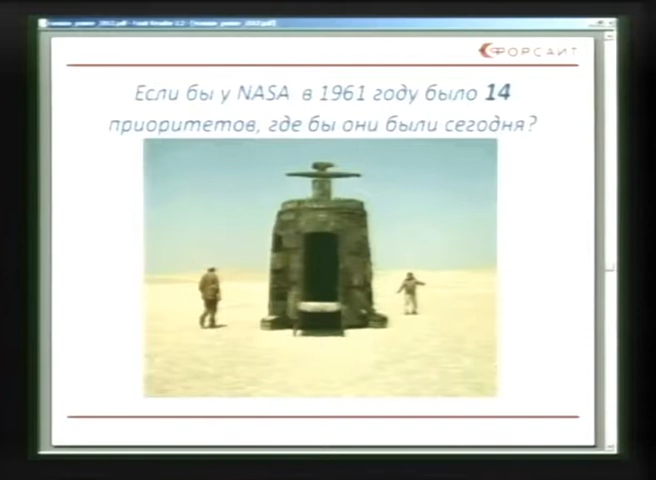 ФОРСАЙТ
Если бы у NASA в 1961 году было 14
приоритетов, где бы они были сегодня?